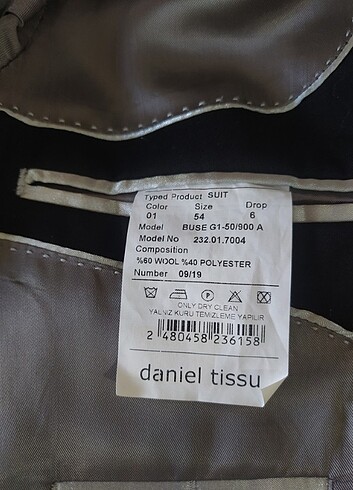 Typed Product SUIT
Color Size Drop
01 54 6
Model BUSE G1-50/900 A
Model No 232.01.7004
Composition
%60 WOOL %40 POLYESTER
Number 09/19
ONLY DRY CLEAN
YALNIZ KURU TEMİZLEME YAPILIR
2 480458 236158
daniel tissu